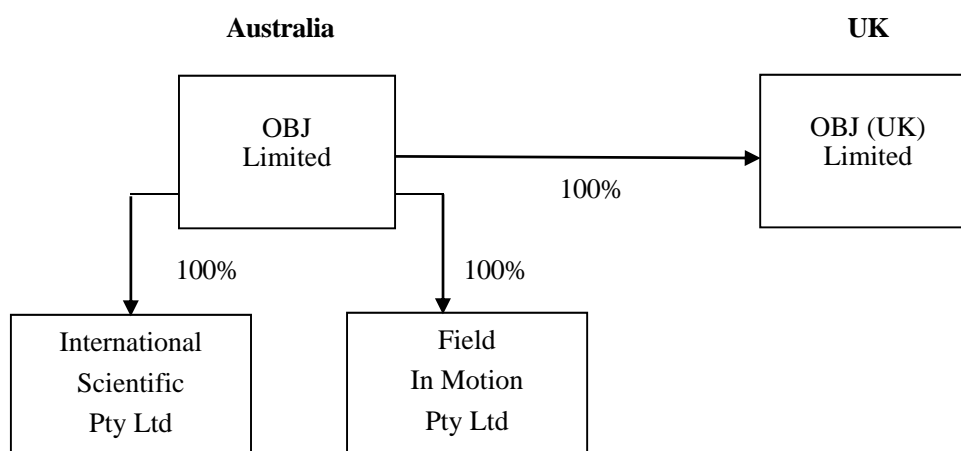 Australia
UK
OBJ
Limited
OBJ (UK)
Limited
100%
100%
100%
International
Scientific
Pty Ltd
Field
In Motion
Pty Ltd